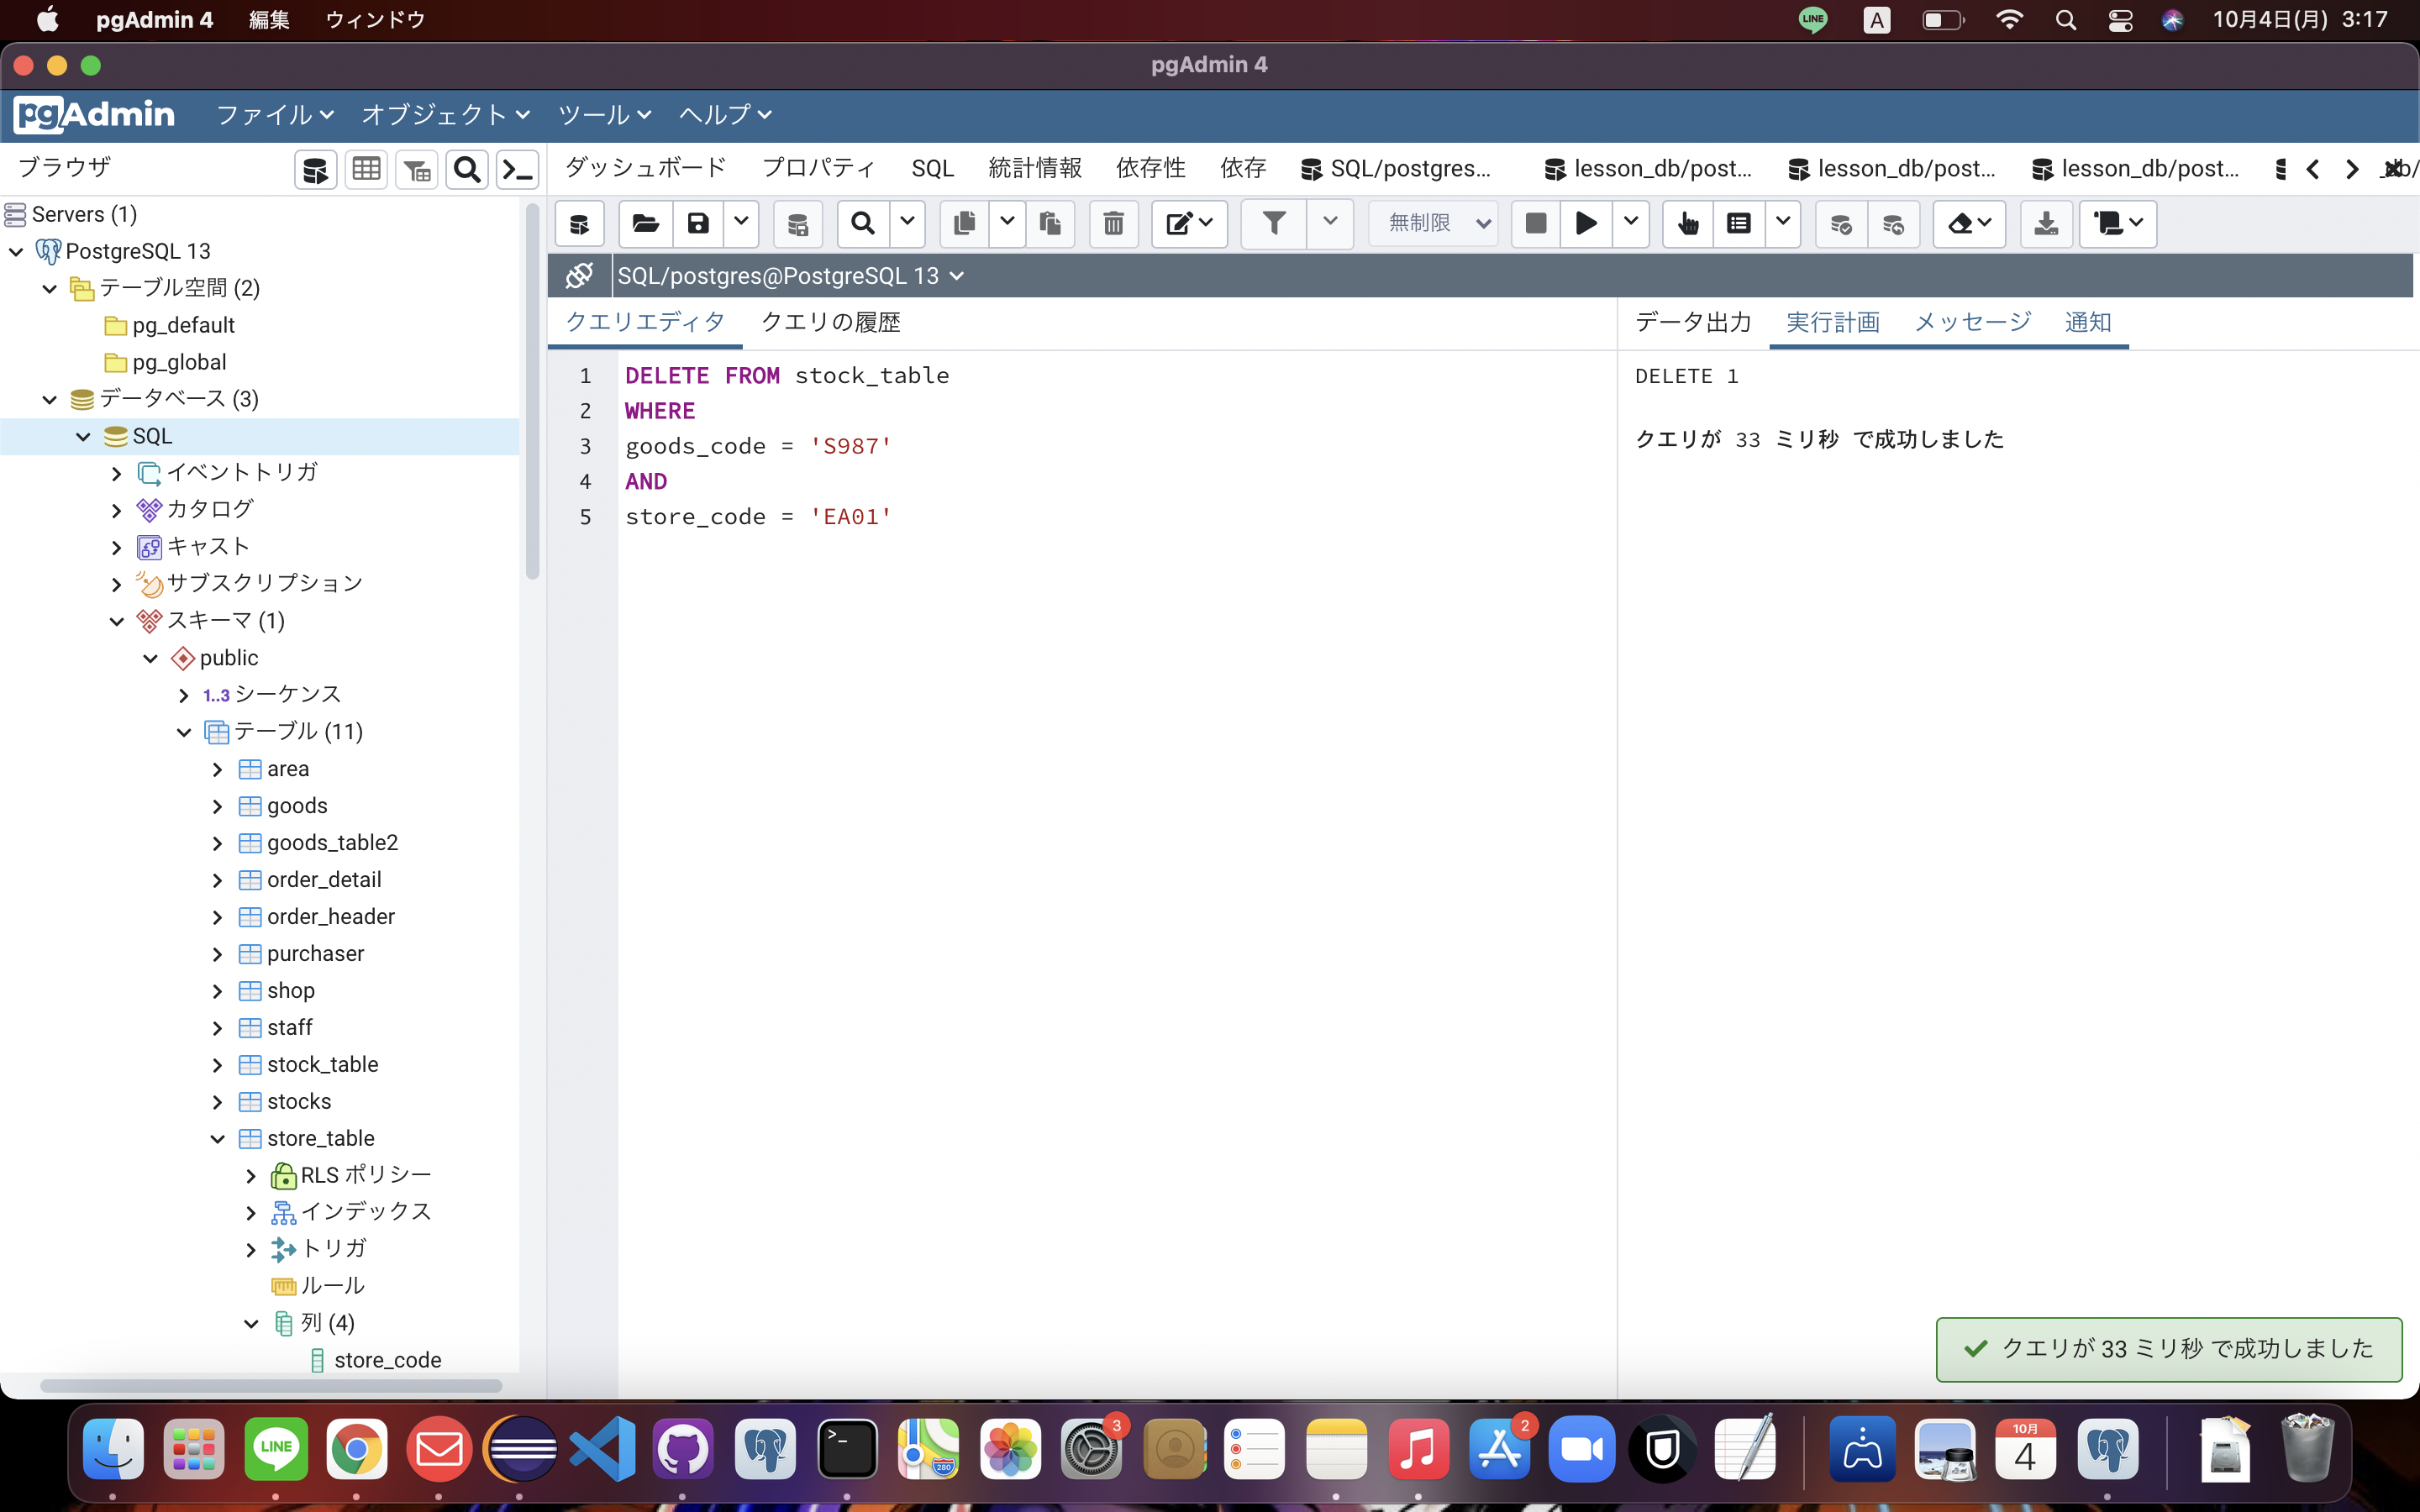 pgAdmin 4 編集 ウィンドウ LINE A 10月4日(月) 3:17
pgAdmin 4
pgAdmin ファイル オブジェクト ツール ヘルプ
ブラウザ
ダッシュボード プロパティ SQL 統計情報 依存性 依存 SQL/postgres... lesson_db/post... lesson_db/post... lesson_db/post...
無制限
SQL/postgres@PostgreSQL 13
クエリエディタ クエリの履歴
データ出力 実行計画 メッセージ 通知
Servers (1)
PostgreSQL 13
テーブル空間 (2)
pg_default
pg_global
データベース (3)
SQL
イベントトリガ
カタログ
キャスト
サブスクリプション
スキーマ (1)
public
1..3 シーケンス
テーブル (11)
area
goods
goods_table2
order_detail
order_header
purchaser
shop
staff
stock_table
stocks
store_table
RLS ポリシー
インデックス
トリガ
ルール
列 (4)
store_code
1 DELETE FROM stock_table
2 WHERE
3 goods_code = 'S987'
4 AND
5 store_code = 'EA01'
DELETE 1
クエリが 33 ミリ秒 で成功しました
クエリが 33 ミリ秒 で成功しました
LINE
>_
280
3
2
10月
4